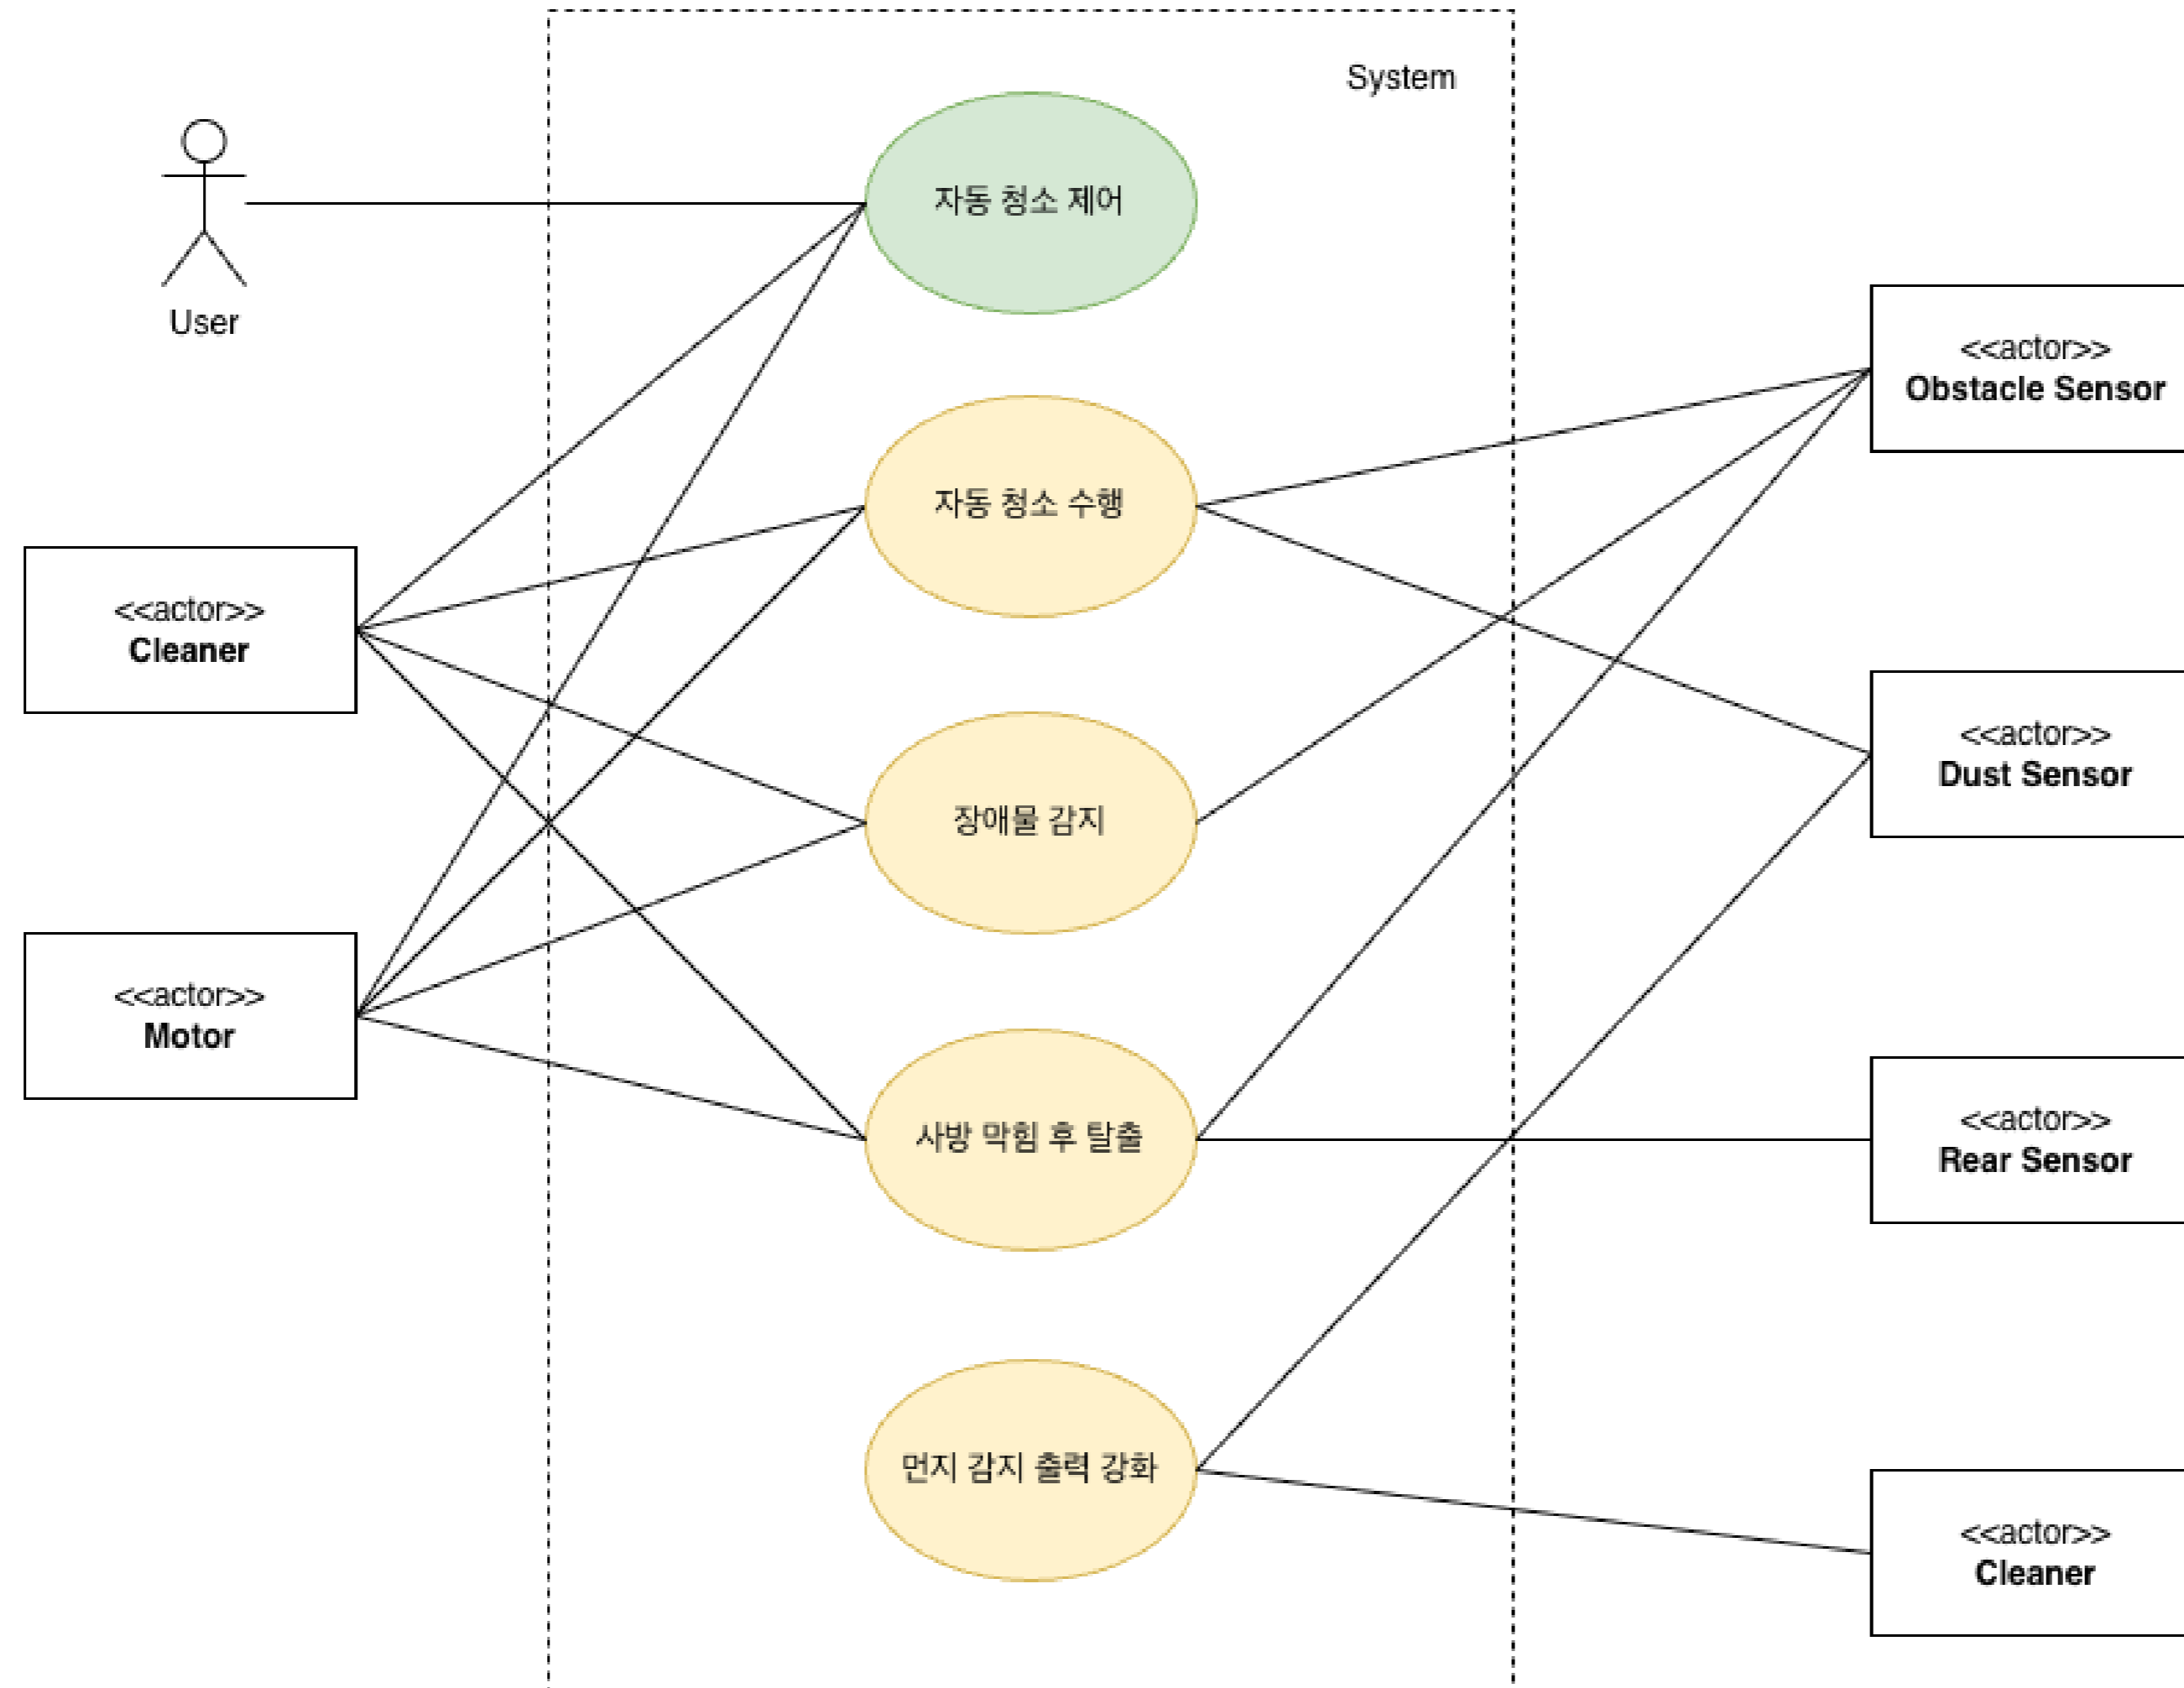 System
자동 청소 제어
User
<<actor>>
Obstacle Sensor
자동 청소 수행
<<actor>>
Cleaner
<<actor>>
Dust Sensor
장애물 감지
<<actor>>
Motor
사방 막힘 후 탈출
<<actor>>
Rear Sensor
먼지 감지 출력 강화
<<actor>>
Cleaner